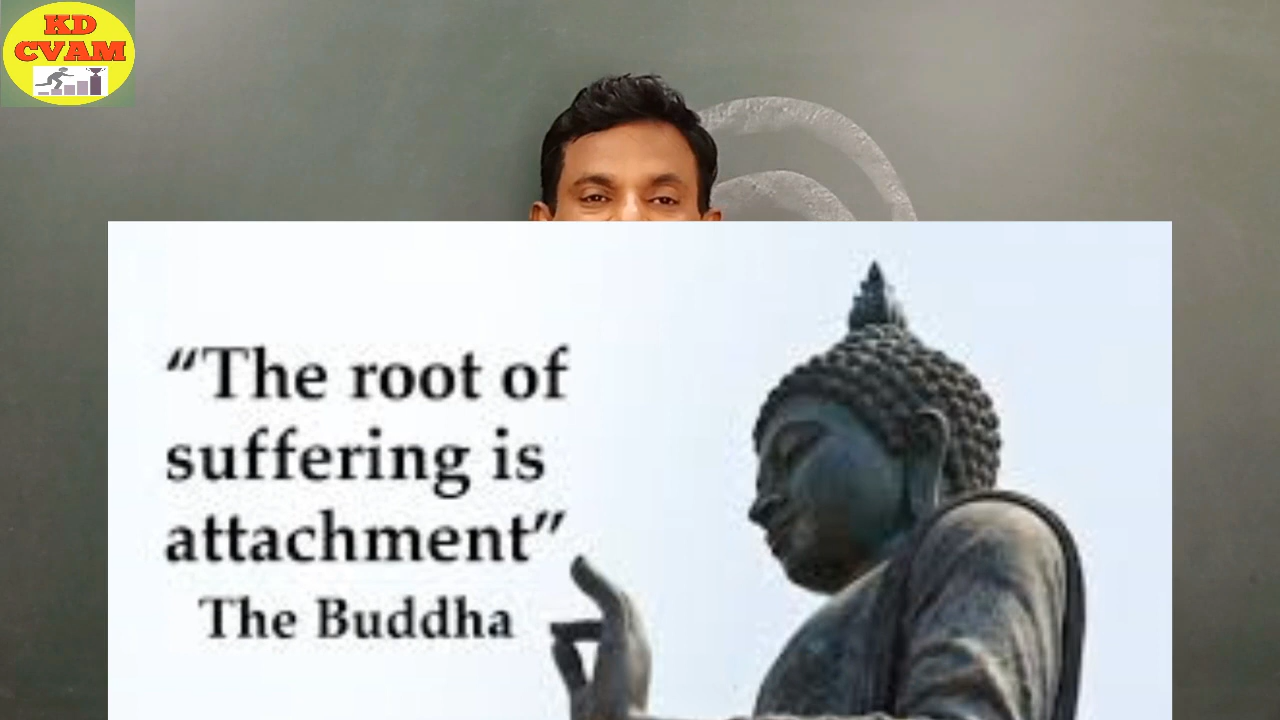 KD
CVAM
“The root of
suffering is
attachment”
The Buddha